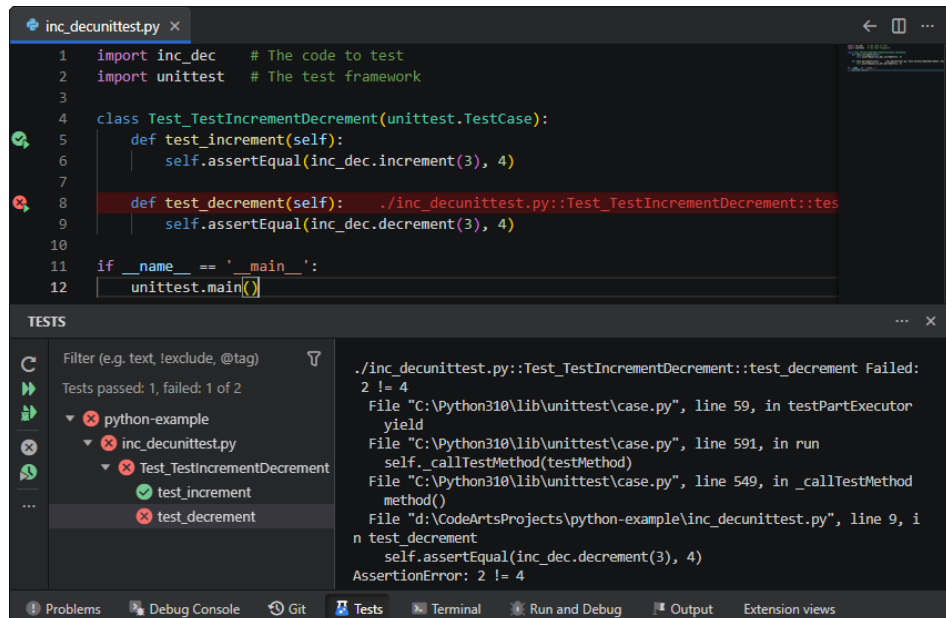 inc_decunittest.py
1 import inc_dec    # The code to test
2 import unittest   # The test framework
3
4 class Test_TestIncrementDecrement(unittest.TestCase):
5     def test_increment(self):
6         self.assertEqual(inc_dec.increment(3), 4)
7
8     def test_decrement(self):    ./inc_decunittest.py::Test_TestIncrementDecrement::tes
9         self.assertEqual(inc_dec.decrement(3), 4)
10
11 if __name__ == '__main__':
12     unittest.main()
TESTS
Filter (e.g. text, !exclude, @tag)
Tests passed: 1, failed: 1 of 2
python-example
inc_decunittest.py
Test_TestIncrementDecrement
test_increment
test_decrement
./inc_decunittest.py::Test_TestIncrementDecrement::test_decrement Failed:
2 != 4
File "C:\Python310\lib\unittest\case.py", line 59, in testPartExecutor
yield
File "C:\Python310\lib\unittest\case.py", line 591, in run
self._callTestMethod(testMethod)
File "C:\Python310\lib\unittest\case.py", line 549, in _callTestMethod
method()
File "d:\CodeArtsProjects\python-example\inc_decunittest.py", line 9, i
n test_decrement
self.assertEqual(inc_dec.decrement(3), 4)
AssertionError: 2 != 4
Problems Debug Console Git Tests Terminal Run and Debug Output Extension views